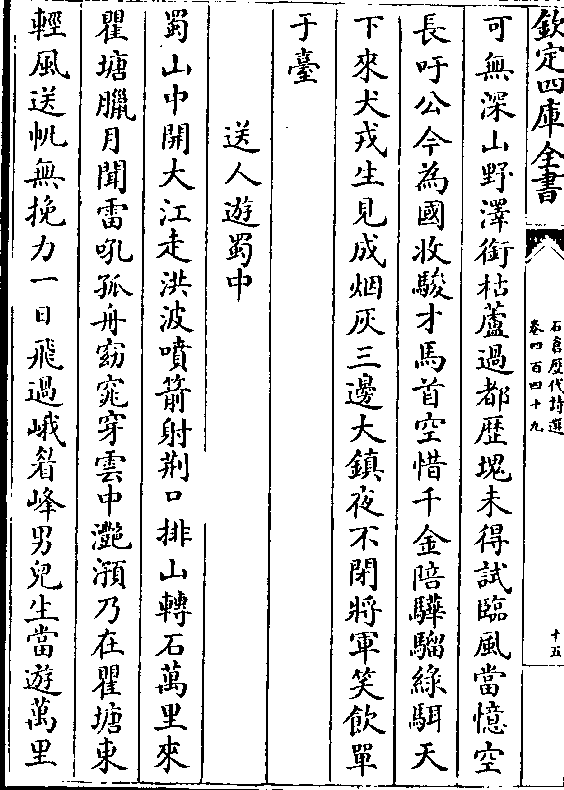 欽定四庫全書
石倉歷代詩選
卷四百四十九
十五
可無深山野澤銜枯蘆過都歴塊未得試臨風當憶空
長吁公今為國收駿才馬首空惜千金陪驊騮緑駬天
下來犬戎生見成烟灰三邊大鎮夜不閉將軍笑飲單
于臺
送人遊蜀中
蜀山中開大江走洪波噴箭射荆口排山轉石萬里來
瞿塘臘月聞雷吼孤舟窈窕穿雲中灧澦乃在瞿塘東
輕風送帆無挽力一日飛過峨眉峰男兒生當遊萬里